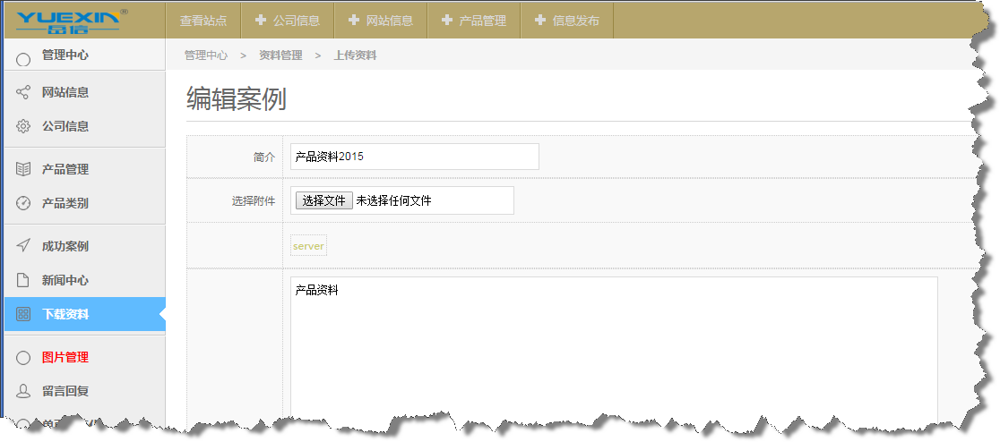 YUEXIN®
岳信
查看站点 公司信息 网站信息 产品管理 信息发布
管理中心
网站信息
公司信息
产品管理
产品类别
成功案例
新闻中心
下载资料
图片管理
留言回复
管理中心 > 资料管理 > 上传资料
编辑案例
简介 产品资料2015
选择附件 选择文件 未选择任何文件
server
产品资料